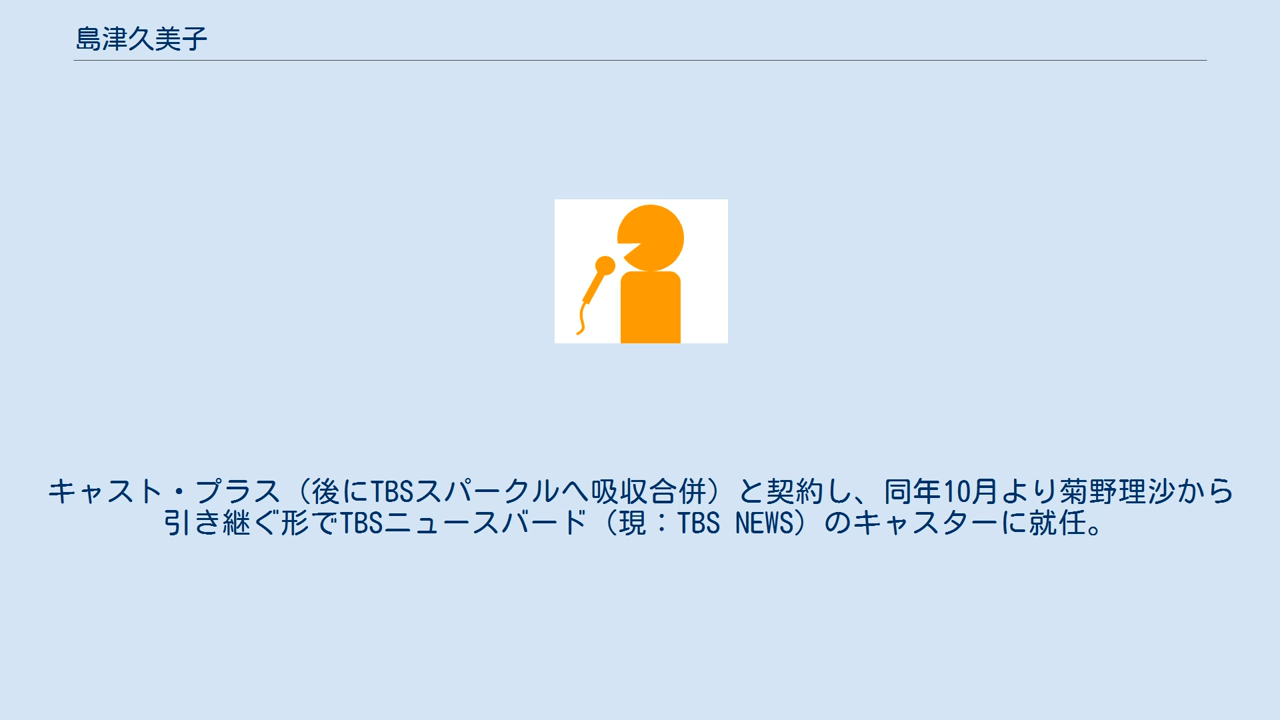 島津久美子
キャスト・プラス（後にTBSスパークルへ吸収合併）と契約し、同年10月より菊野理沙から
引き継ぐ形でTBSニュースバード（現：TBS NEWS）のキャスターに就任。